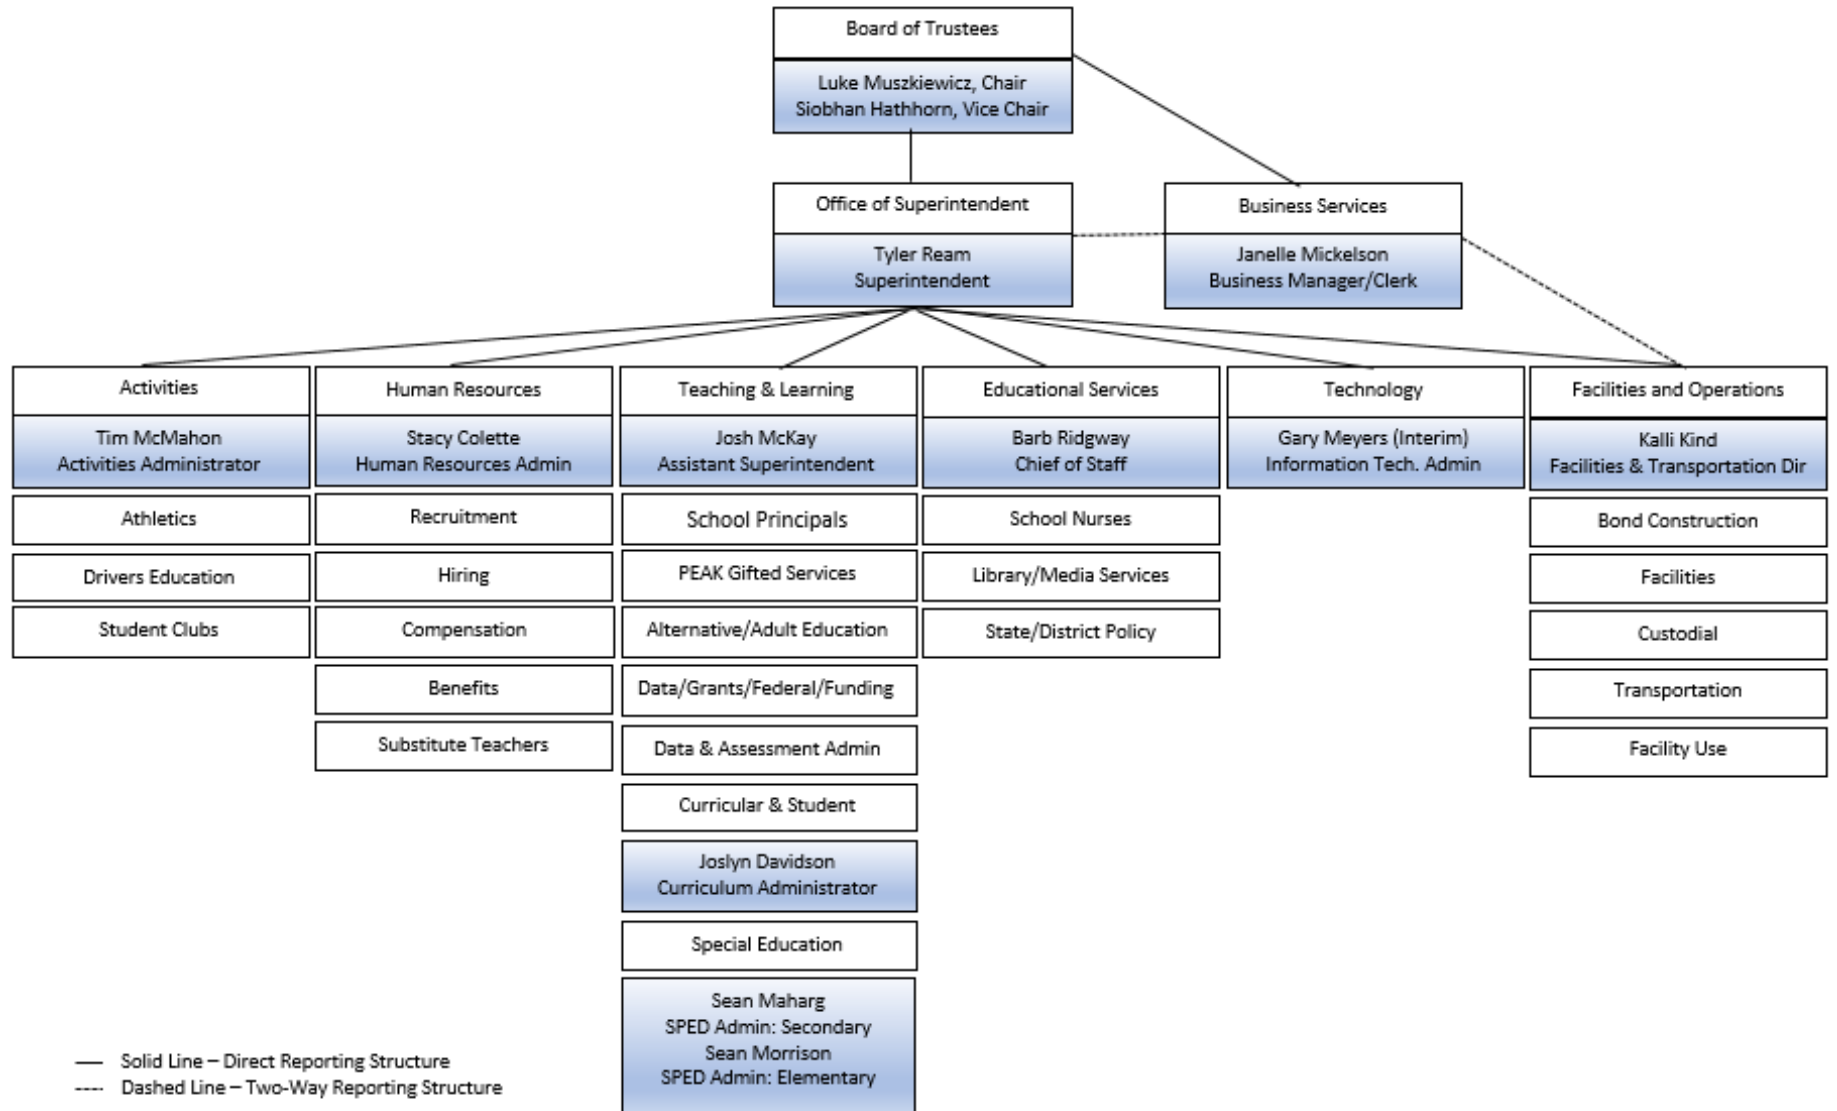 Board of Trustees
Luke Muszkiewicz, Chair
Siobhan Hathhorn, Vice Chair
Office of Superintendent
Tyler Ream
Superintendent
Business Services
Janelle Mickelson
Business Manager/Clerk
Activities
Tim McMahon
Activities Administrator
Athletics
Drivers Education
Student Clubs
Human Resources
Stacy Colette
Human Resources Admin
Recruitment
Hiring
Compensation
Benefits
Substitute Teachers
Teaching & Learning
Josh McKay
Assistant Superintendent
School Principals
PEAK Gifted Services
Alternative/Adult Education
Data/Grants/Federal/Funding
Data & Assessment Admin
Curricular & Student
Joslyn Davidson
Curriculum Administrator
Special Education
Sean Maharg
SPED Admin: Secondary
Sean Morrison
SPED Admin: Elementary
Educational Services
Barb Ridgway
Chief of Staff
School Nurses
Library/Media Services
State/District Policy
Technology
Gary Meyers (Interim)
Information Tech. Admin
Facilities and Operations
Kalli Kind
Facilities & Transportation Dir
Bond Construction
Facilities
Custodial
Transportation
Facility Use
Solid Line – Direct Reporting Structure
Dashed Line – Two-Way Reporting Structure